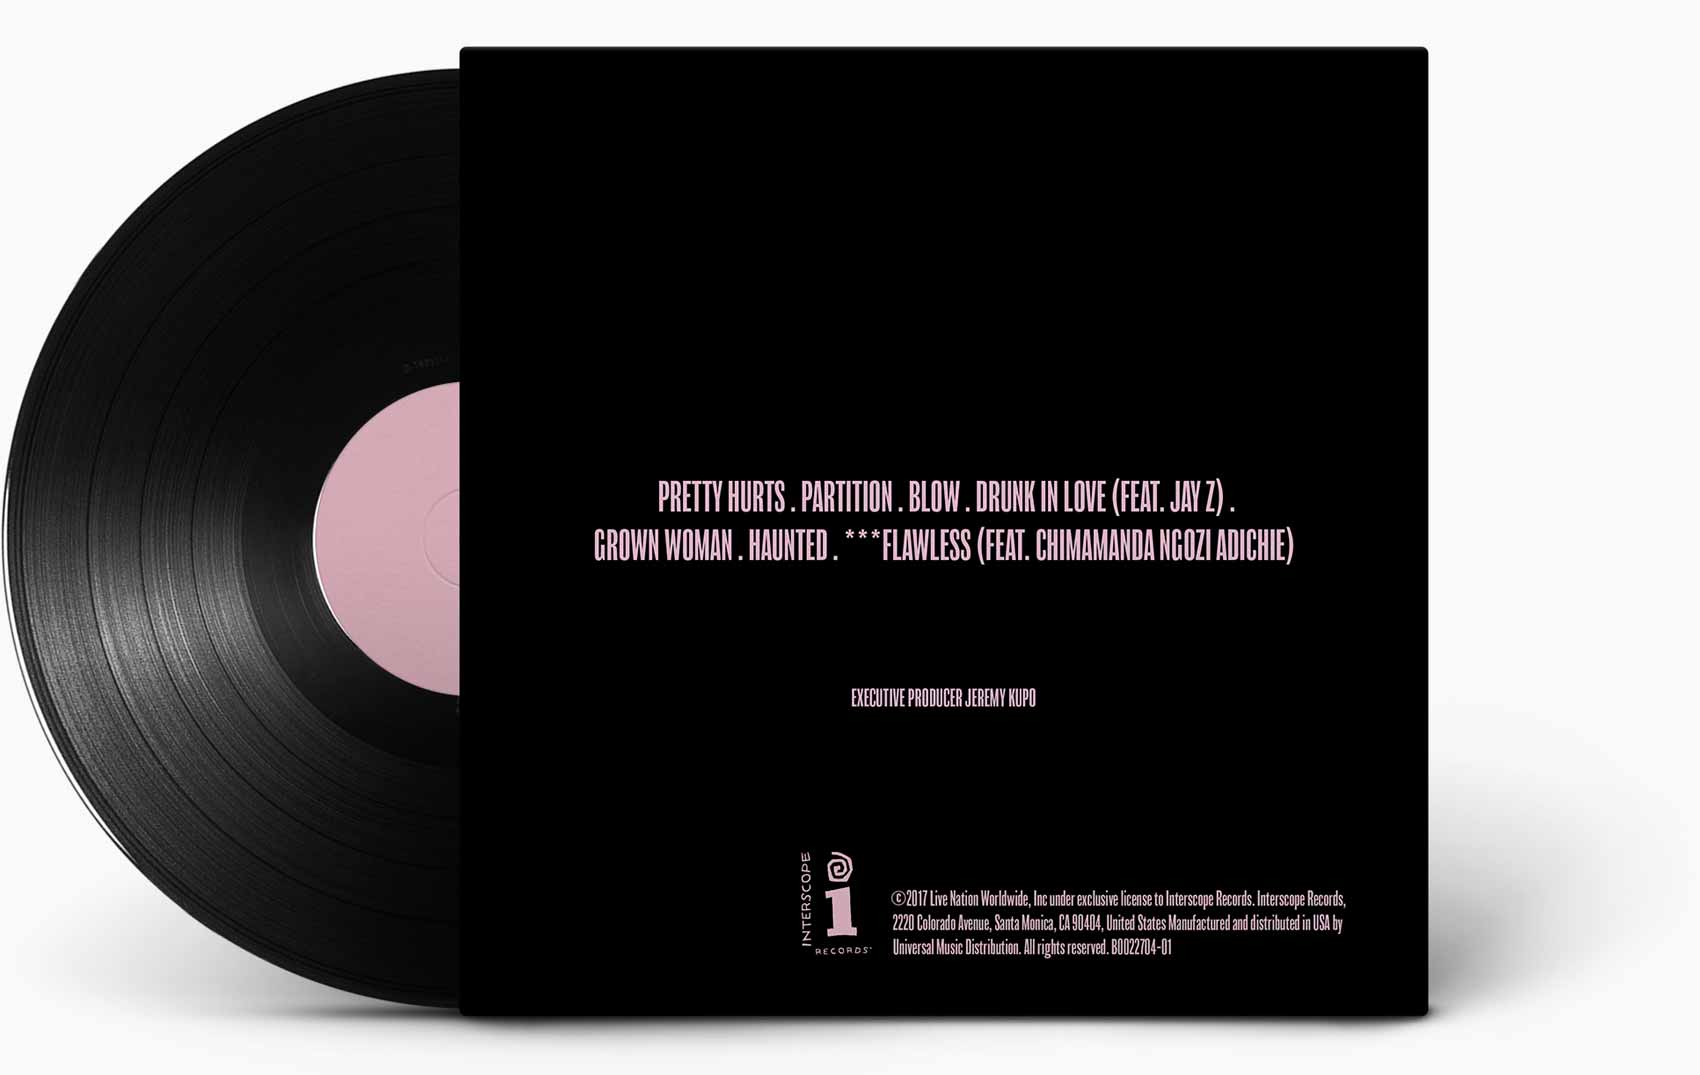 PRETTY HURTS . PARTITION . BLOW . DRUNK IN LOVE (FEAT. JAY Z) .
GROWN WOMAN . HAUNTED . ***FLAWLESS (FEAT. CHIMAMANDA NGOZI ADICHIE)
EXECUTIVE PRODUCER JEREMY KUPO
INTERSCOPE
RECORDS
©2017 Live Nation Worldwide, Inc under exclusive license to Interscope Records. Interscope Records,
2220 Colorado Avenue, Santa Monica, CA 90404, United States Manufactured and distributed in USA by
Universal Music Distribution. All rights reserved. B0022704-01